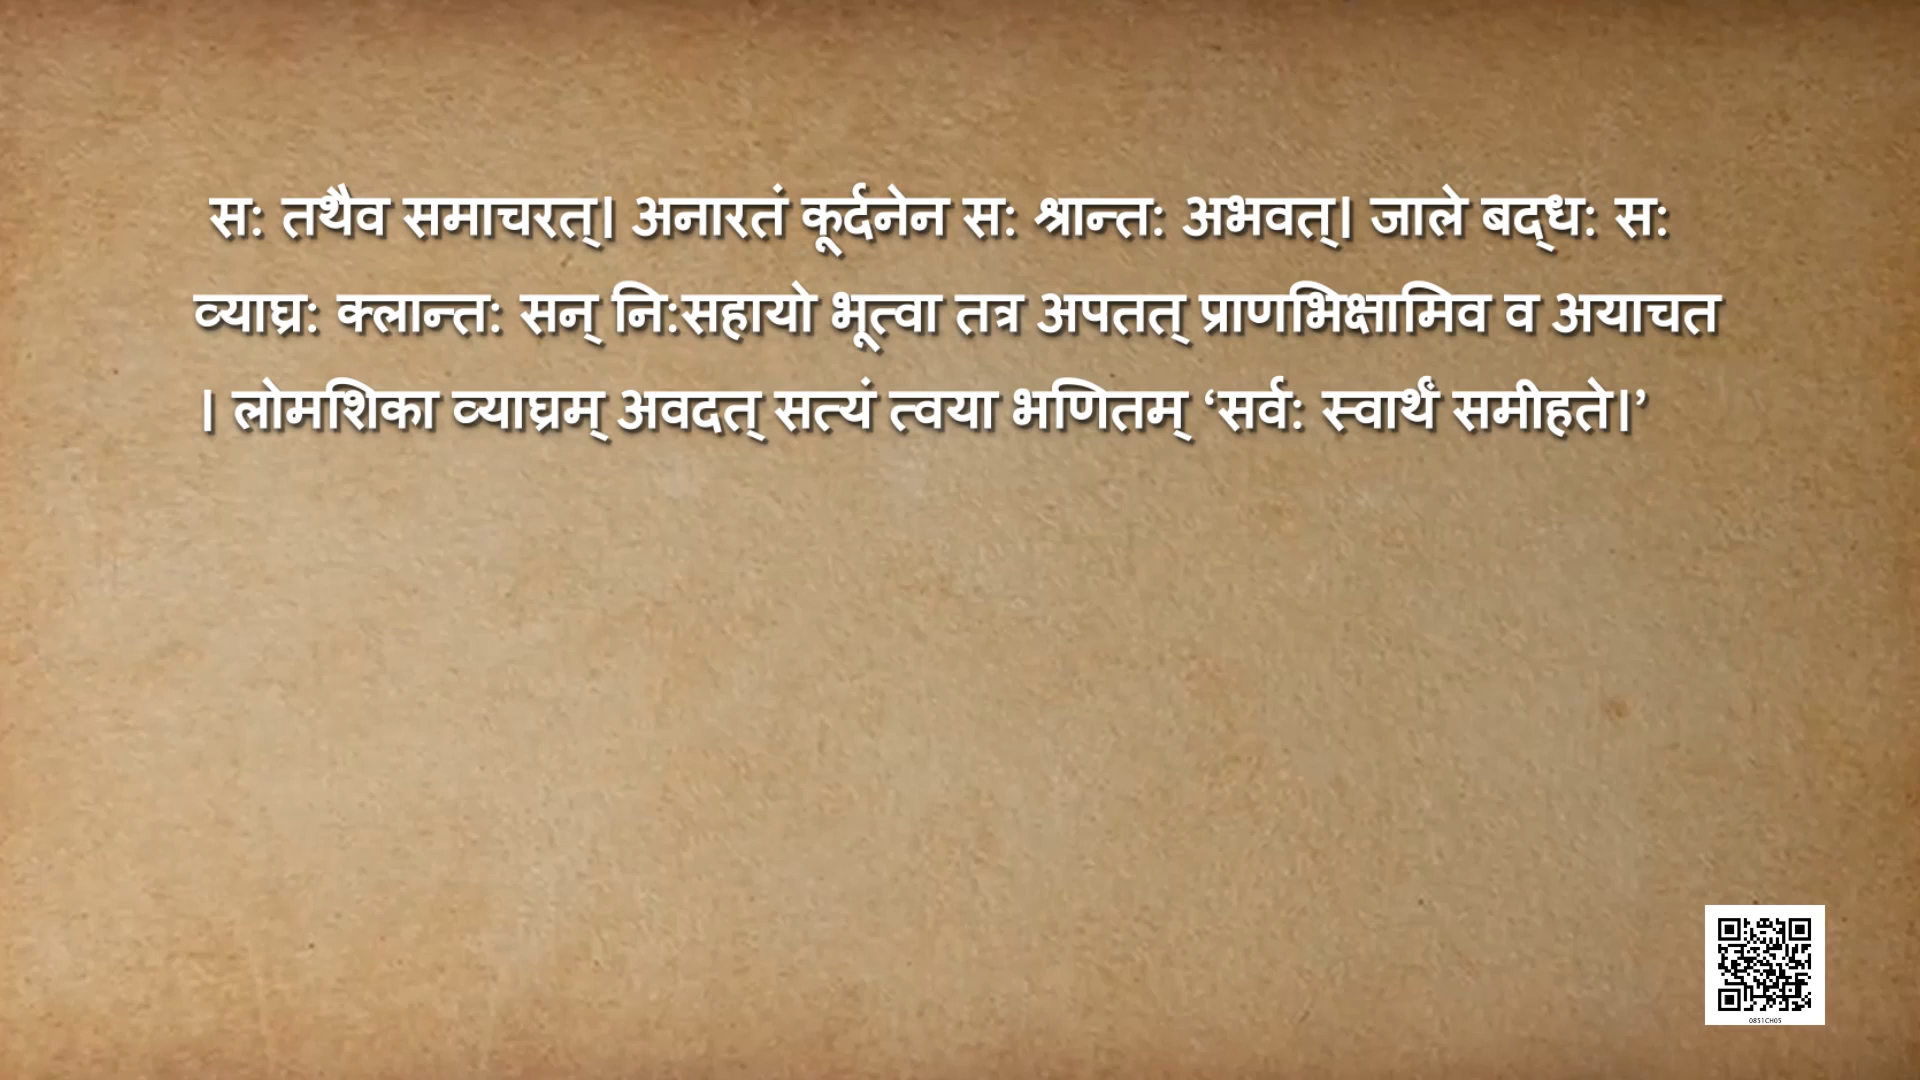 सः तथैव समाचरत्। अनारतं कूर्दनेन सः श्रान्तः अभवत्। जाले बद्धः सः
व्याघ्रः क्लान्तः सन् निःसहायो भूत्वा तत्र अपतत् प्राणभिक्षामिव व अयाचत
। लोमशिका व्याघ्रम् अवदत् सत्यं त्वया भणितम् ‘सर्वः स्वार्थं समीहते।’
0851CH05